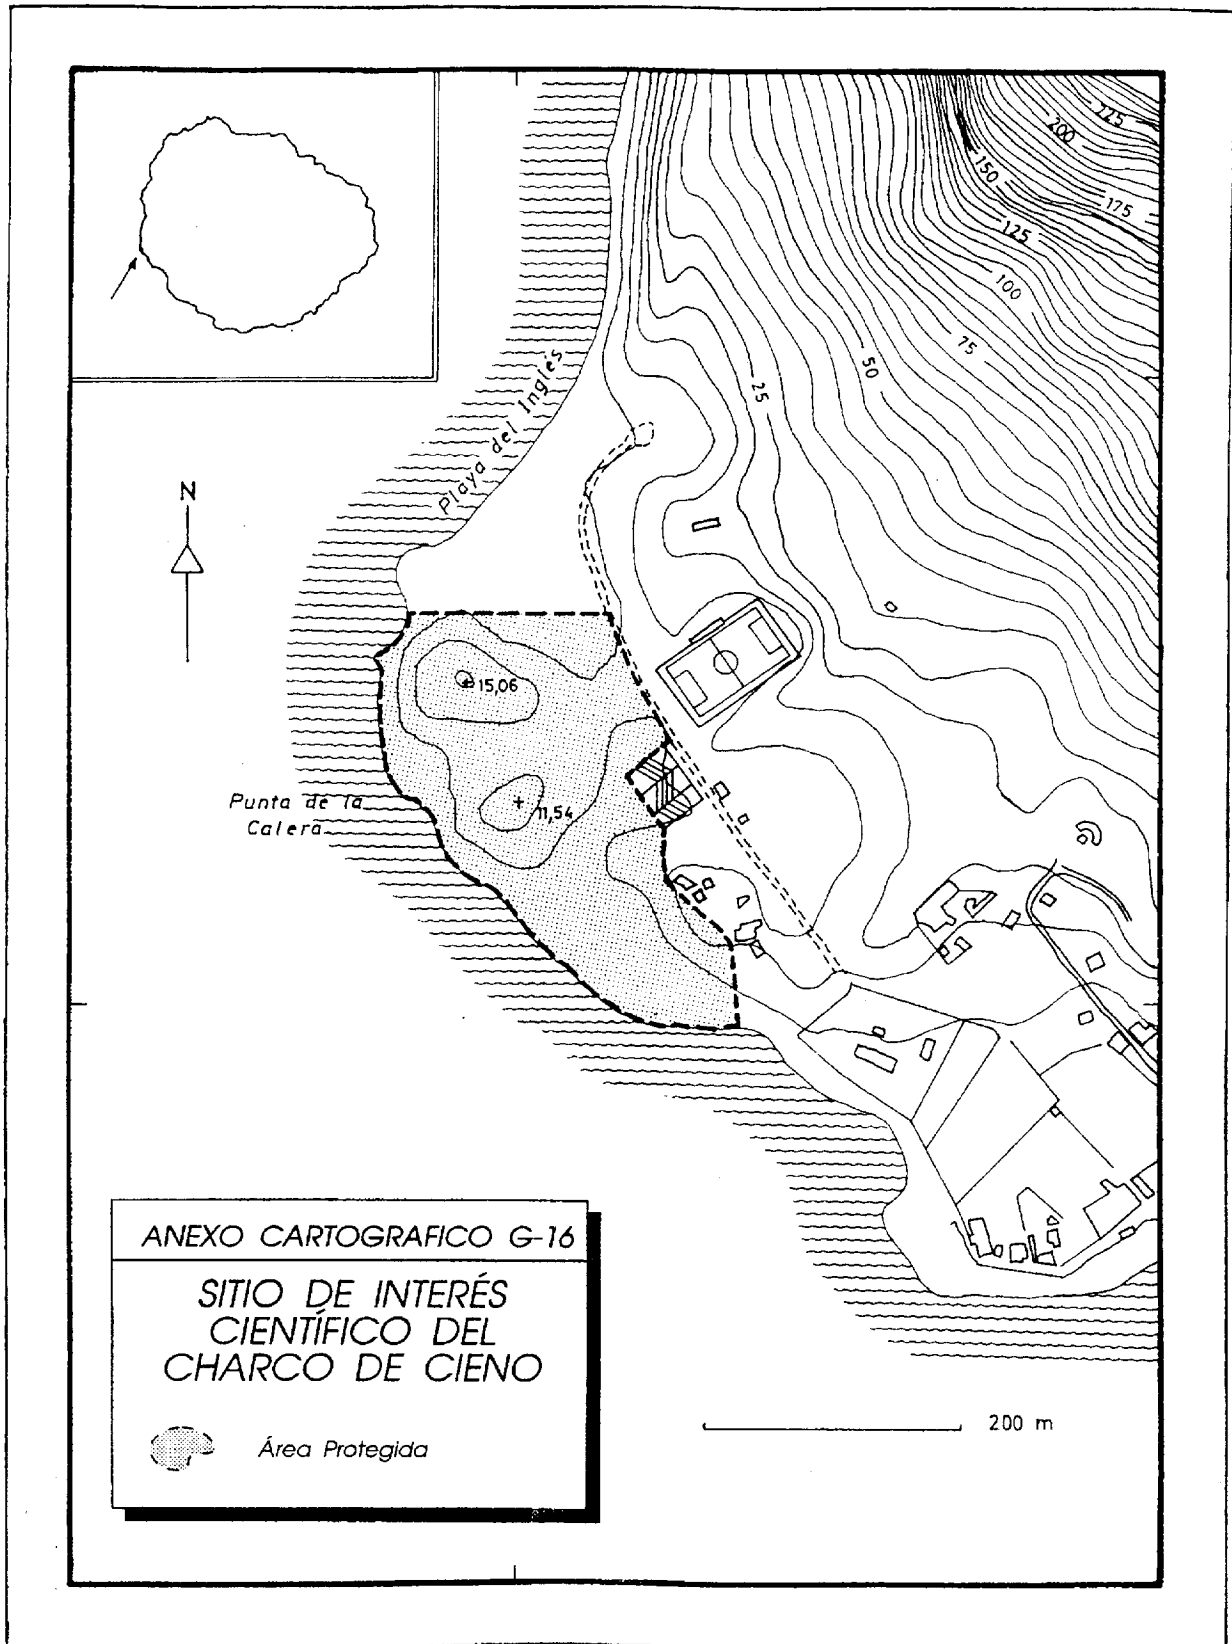 225
200
150
175
125
100
75
50
25
Playa del Inglés
N
15,06
11,54
Punta de la
Calera
ANEXO CARTOGRAFICO G-16
SITIO DE INTERÉS
CIENTÍFICO DEL
CHARCO DE CIENO
Área Protegida
200 m